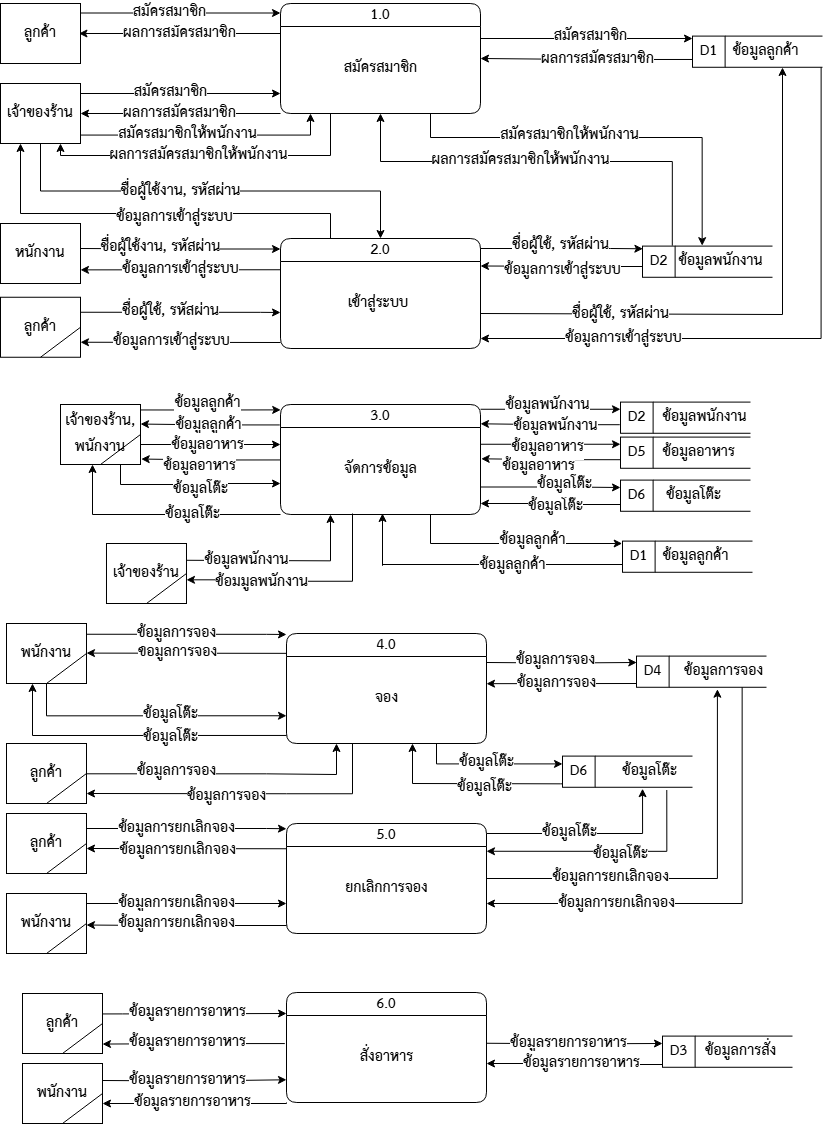 สมัครสมาชิก
1.0
ลูกค้า
ผลการสมัครสมาชิก
สมัครสมาชิก
สมัครสมาชิก
D1
ข้อมูลลูกค้า
ผลการสมัครสมาชิก
สมัครสมาชิก
เจ้าของร้าน
ผลการสมัครสมาชิก
สมัครสมาชิกให้พนักงาน
สมัครสมาชิกให้พนักงาน
ผลการสมัครสมาชิกให้พนักงาน
ผลการสมัครสมาชิกให้พนักงาน
ชื่อผู้ใช้งาน, รหัสผ่าน
ข้อมูลการเข้าสู่ระบบ
หนักงาน
ชื่อผู้ใช้งาน, รหัสผ่าน
2.0
ชื่อผู้ใช้, รหัสผ่าน
ข้อมูลการเข้าสู่ระบบ
ข้อมูลการเข้าสู่ระบบ
D2
ข้อมูลพนักงาน
เข้าสู่ระบบ
ลูกค้า
ชื่อผู้ใช้, รหัสผ่าน
ชื่อผู้ใช้, รหัสผ่าน
ข้อมูลการเข้าสู่ระบบ
ข้อมูลการเข้าสู่ระบบ
เจ้าของร้าน,
พนักงาน
ข้อมูลลูกค้า
ข้อมูลลูกค้า
ข้อมูลอาหาร
ข้อมูลอาหาร
ข้อมูลโต๊ะ
ข้อมูลโต๊ะ
3.0
จัดการข้อมูล
ข้อมูลพนักงาน
ข้อมูลพนักงาน
D2
ข้อมูลพนักงาน
ข้อมูลอาหาร
ข้อมูลอาหาร
D5
ข้อมูลอาหาร
ข้อมูลโต๊ะ
ข้อมูลโต๊ะ
D6
ข้อมูลโต๊ะ
เจ้าของร้าน
ข้อมูลพนักงาน
ข้อมมูลพนักงาน
ข้อมูลลูกค้า
ข้อมูลลูกค้า
D1
ข้อมูลลูกค้า
พนักงาน
ข้อมูลการจอง
ข้อมูลการจอง
ข้อมูลโต๊ะ
ข้อมูลโต๊ะ
4.0
จอง
ข้อมูลการจอง
ข้อมูลการจอง
D4
ข้อมูลการจอง
ลูกค้า
ข้อมูลการจอง
ข้อมูลการจอง
ข้อมูลโต๊ะ
ข้อมูลโต๊ะ
D6
ข้อมูลโต๊ะ
ลูกค้า
ข้อมูลการยกเลิกจอง
ข้อมูลการยกเลิกจอง
5.0
ยกเลิกการจอง
ข้อมูลโต๊ะ
ข้อมูลโต๊ะ
ข้อมูลการยกเลิกจอง
ข้อมูลการยกเลิกจอง
พนักงาน
ข้อมูลการยกเลิกจอง
ข้อมูลการยกเลิกจอง
ลูกค้า
ข้อมูลรายการอาหาร
ข้อมูลรายการอาหาร
6.0
สั่งอาหาร
ข้อมูลรายการอาหาร
ข้อมูลรายการอาหาร
D3
ข้อมูลการสั่ง
พนักงาน
ข้อมูลรายการอาหาร
ข้อมูลรายการอาหาร